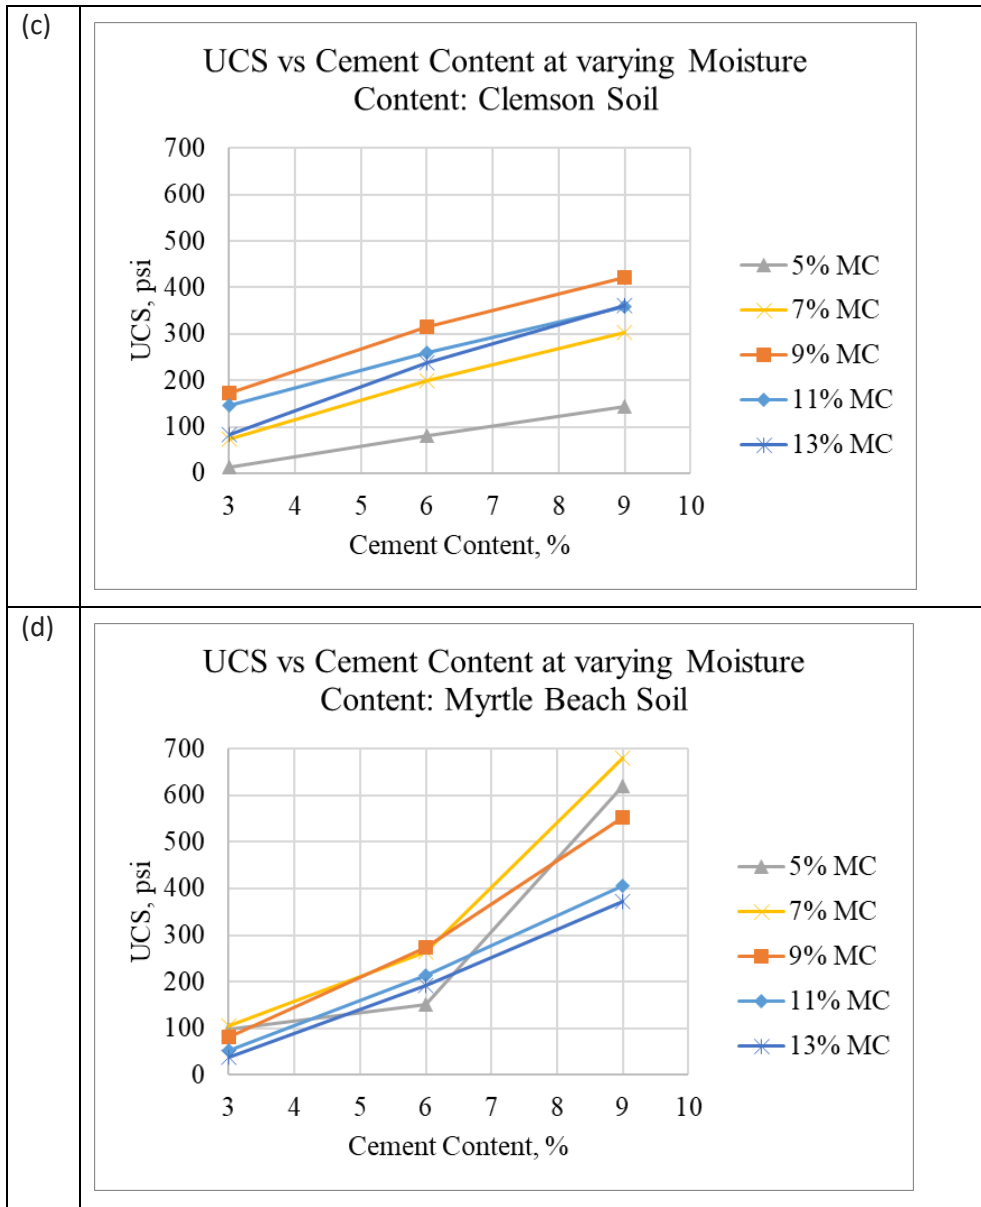 (c)
UCS vs Cement Content at varying Moisture
Content: Clemson Soil
700
600
500
400
300
200
100
0
UCS, psi
3 4 5 6 7 8 9 10
Cement Content, %
5% MC
7% MC
9% MC
11% MC
13% MC
(d)
UCS vs Cement Content at varying Moisture
Content: Myrtle Beach Soil
700
600
500
400
300
200
100
0
UCS, psi
3 4 5 6 7 8 9 10
Cement Content, %
5% MC
7% MC
9% MC
11% MC
13% MC